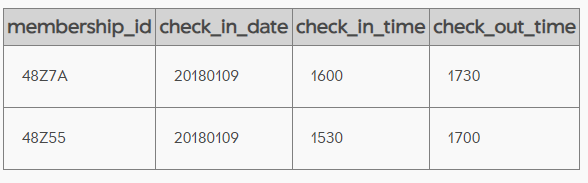 membership_id check_in_date check_in_time check_out_time
48Z7A 20180109 1600 1730
48Z55 20180109 1530 1700